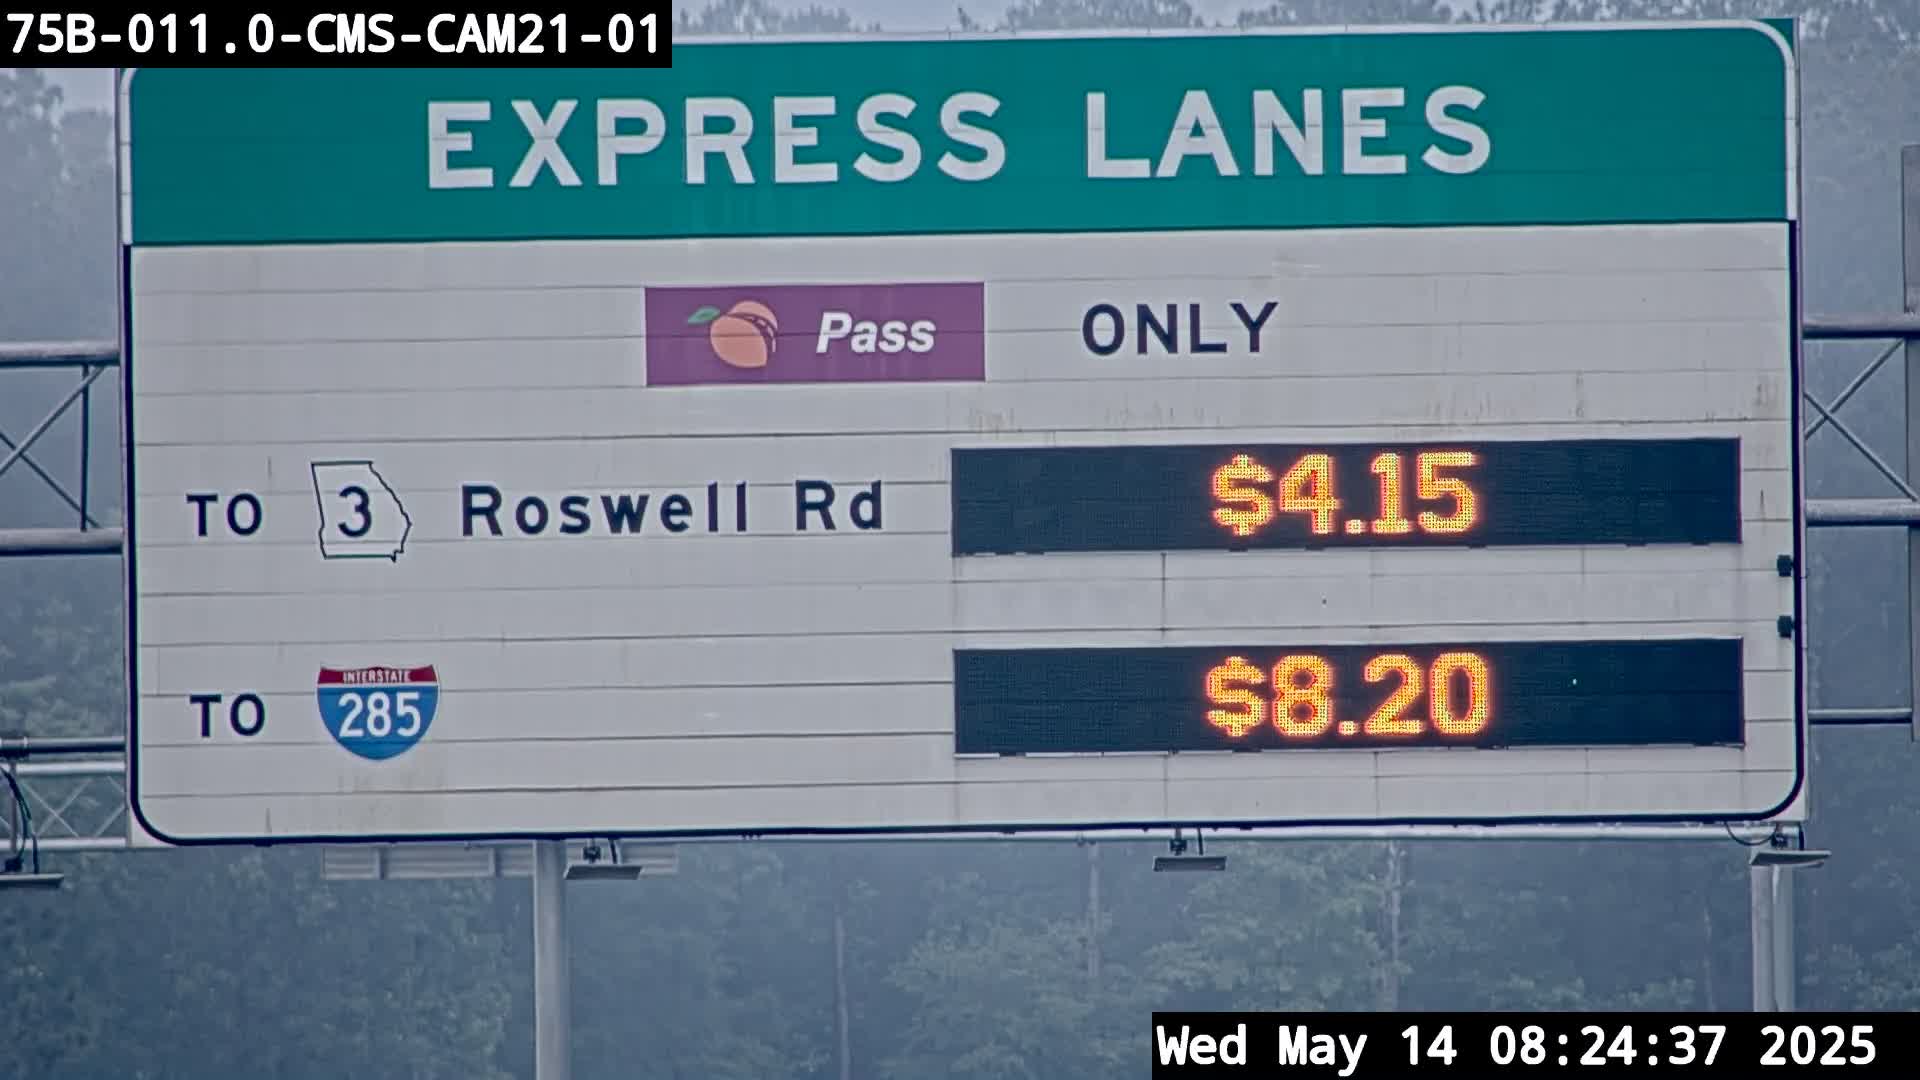 75B-011.0-CMS-CAM21-01
EXPRESS LANES
Pass ONLY
TO 3 Roswell Rd $4.15
TO INTERSTATE 285 $8.20
Wed May 14 08:24:37 2025